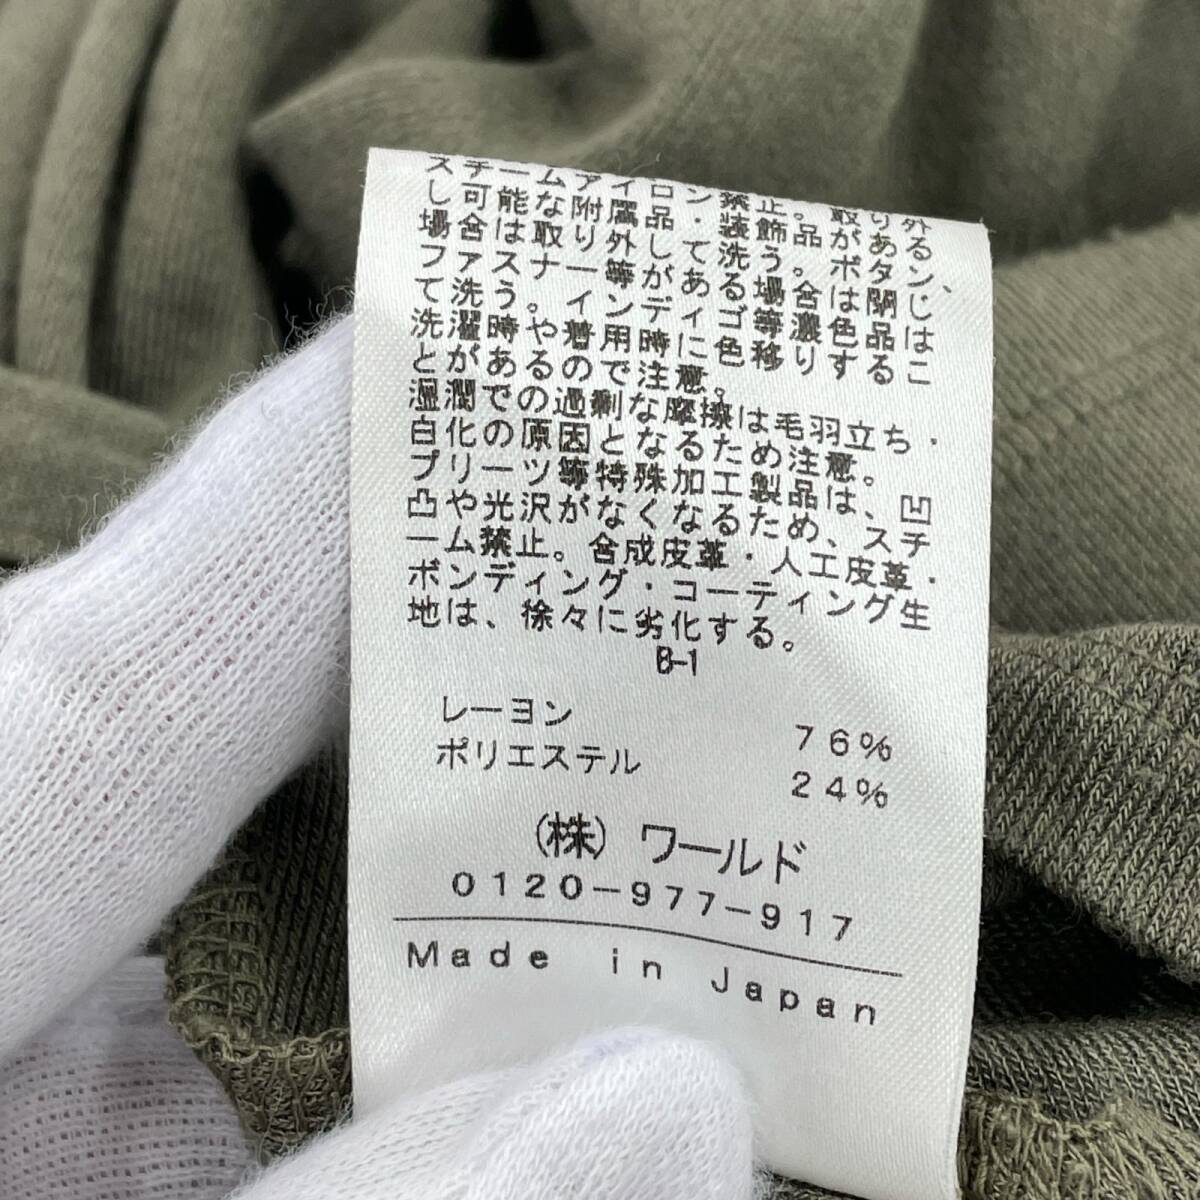 スチームアイロン禁止。取り外
し可能な附属品・装飾品がある
場合は取り外して洗う。ボタン、
ファスナー等がある場合は閉じ
て洗う。インディゴ等濃色品は
洗濯時や着用時に色移りするこ
とがあるので注意。
湿潤での過剰な摩擦は毛羽立ち・
白化の原因となるため注意。
プリーツ等特殊加工製品は、凹
凸や光沢がなくなるため、スチ
ーム禁止。合成皮革・人工皮革・
ボンディング・コーティング生
地は、徐々に劣化する。
B-1
レーヨン 76%
ポリエステル 24%
(株) ワールド
0120-977-917
Made in Japan